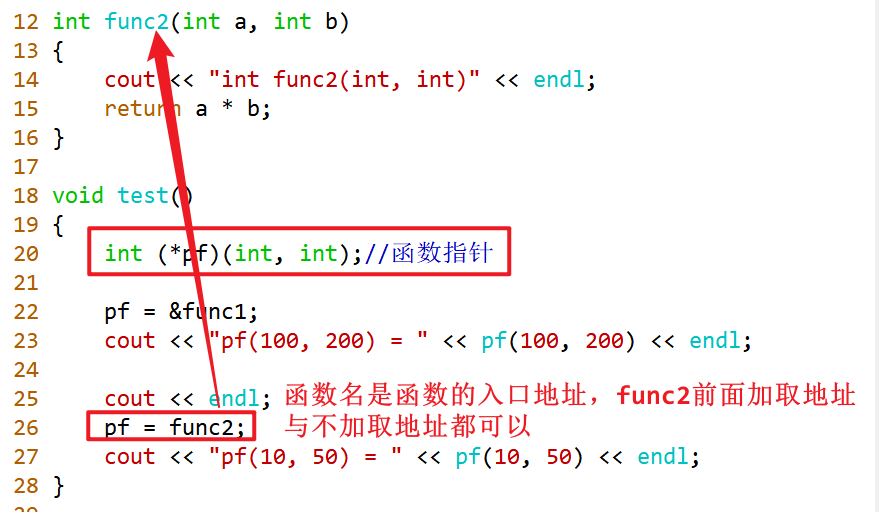 12 int func2(int a, int b)
13 {
14     cout << "int func2(int, int)" << endl;
15     return a * b;
16 }
17
18 void test()
19 {
20     int (*pf)(int, int);//函数指针
21
22     pf = &func1;
23     cout << "pf(100, 200) = " << pf(100, 200) << endl;
24
25     cout << endl;
函数名是函数的入口地址，func2前面加取地址
与不加取地址都可以
26     pf = func2;
27     cout << "pf(10, 50) = " << pf(10, 50) << endl;
28 }